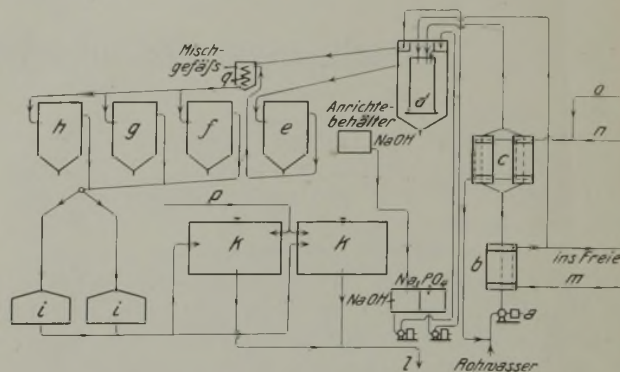 Misch-
gefäß
q
d
Anrichte-
behälter
NaOH
h
g
f
e
o
n
c
p
k
k
Na₃PO₄
NaOH
b
ins Freie
m
i
i
a
l
Rohwasser